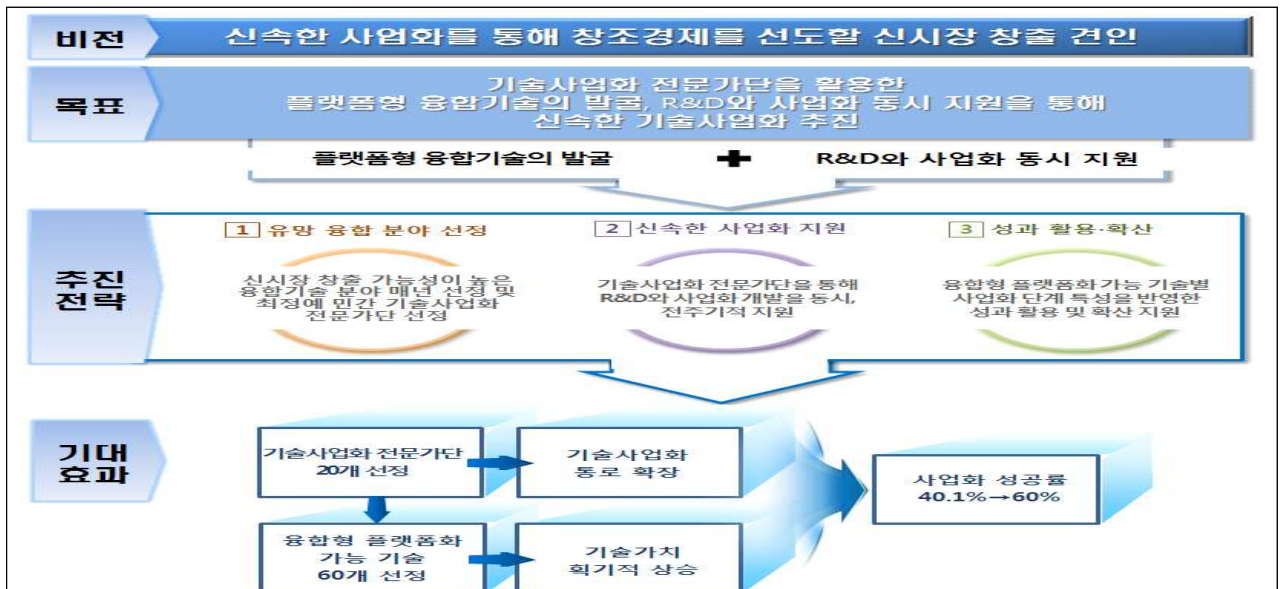 비전
신속한 사업화를 통해 창조경제를 선도할 신시장 창출 견인
목표
기술사업화 전문가단을 활용한
플랫폼형 융합기술의 발굴, R&D와 사업화 동시 지원을 통해
신속한 기술사업화 추진
플랫폼형 융합기술의 발굴 + R&D와 사업화 동시 지원
추진
전략
1 유망 융합 분야 선정
신시장 창출 가능성이 높은
융합기술 분야 매년 선정 및
최정예 민간 기술사업화
전문가단 선정
2 신속한 사업화 지원
기술사업화 전문가단을 통해
R&D와 사업화개발을 동시,
전주기적 지원
3 성과 활용·확산
융합형 플랫폼화 가능 기술별
사업화 단계 특성을 반영한
성과 활용 및 확산 지원
기대
효과
기술사업화 전문가단
20개 선정
기술사업화
통로 확장
융합형 플랫폼화
가능 기술
60개 선정
기술가치
획기적 상승
사업화 성공률
40.1%→60%